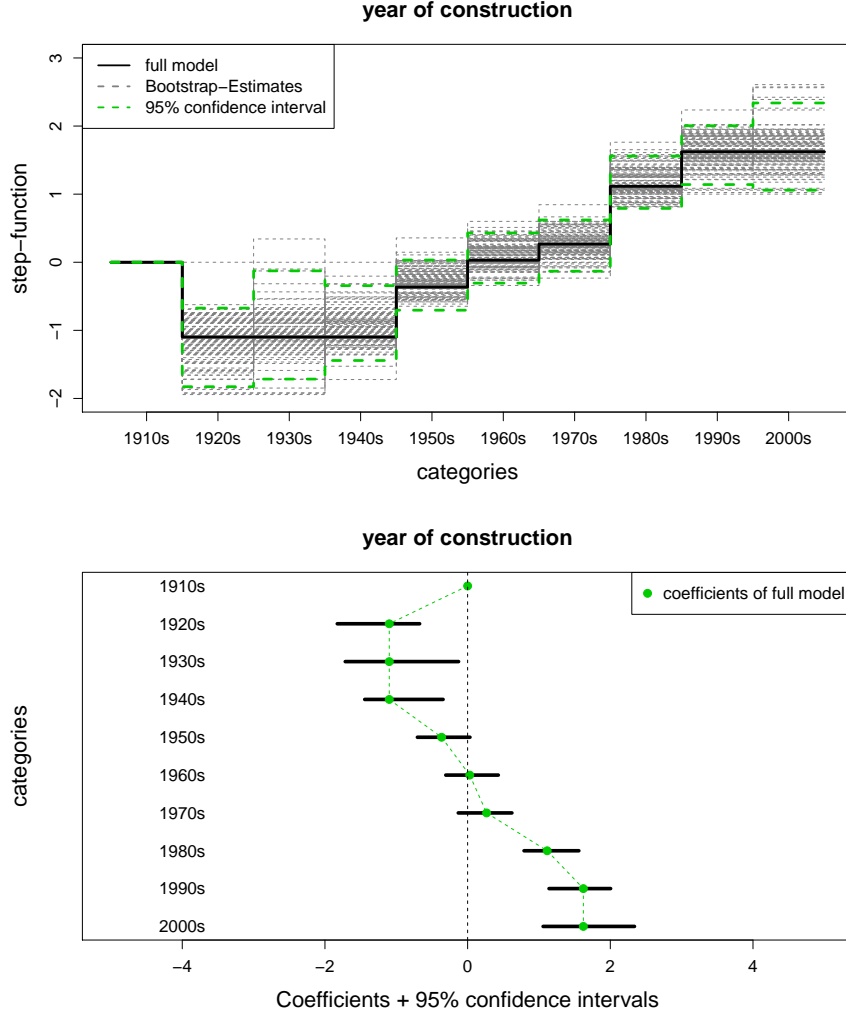 year of construction
full model
Bootstrap−Estimates
95% confidence interval
step−function
3
2
1
0
−1
−2
1910s 1920s 1930s 1940s 1950s 1960s 1970s 1980s 1990s 2000s
categories
year of construction
coefficients of full model
categories
1910s
1920s
1930s
1940s
1950s
1960s
1970s
1980s
1990s
2000s
−4 −2 0 2 4
Coefficients + 95% confidence intervals